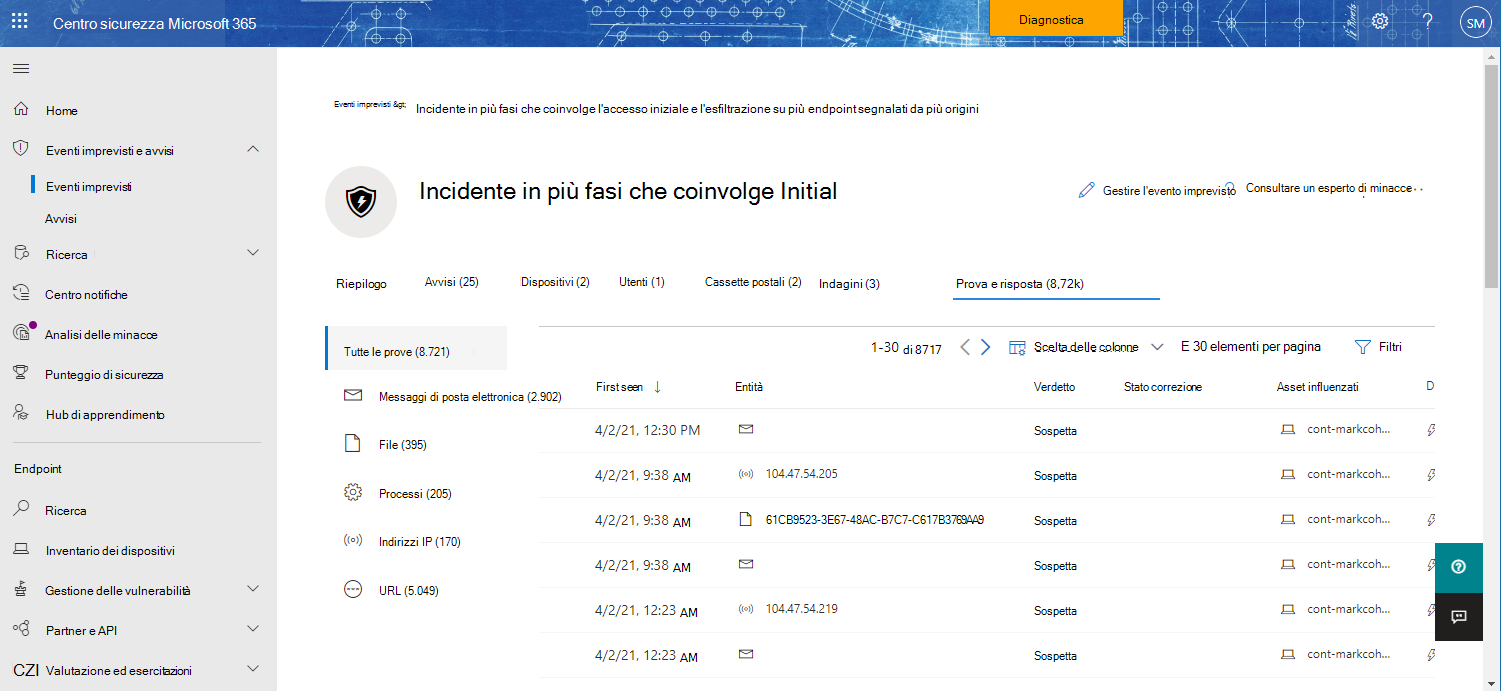 Centro sicurezza Microsoft 365
Diagnostica
?
SM
Home
Eventi imprevisti e avvisi
Eventi imprevisti
Avvisi
Ricerca
Centro notifiche
Analisi delle minacce
Punteggio di sicurezza
Hub di apprendimento
Endpoint
Ricerca
Inventario dei dispositivi
Gestione delle vulnerabilità
Partner e API
CZI Valutazione ed esercitazioni
Eventi imprevisti &gt; Incidente in più fasi che coinvolge l'accesso iniziale e l'esfiltrazione su più endpoint segnalati da più origini
Incidente in più fasi che coinvolge Initial
Gestire l'evento imprevisto
Consultare un esperto di minacce
Riepilogo Avvisi (25) Dispositivi (2) Utenti (1) Cassette postali (2) Indagini (3) Prova e risposta (8,72k)
Tutte le prove (8.721)
Messaggi di posta elettronica (2.902)
File (395)
Processi (205)
Indirizzi IP (170)
URL (5.049)
1-30 di 8717 Scelta delle colonne E 30 elementi per pagina Filtri
First seen ↓ Entità Verdetto Stato correzione Asset influenzati D
4/2/21, 12:30 PM Sospetta cont-markcoh...
4/2/21, 9:38 AM 104.47.54.205 Sospetta cont-markcoh...
4/2/21, 9:38 AM 61CB9523-3E67-48AC-B7C7-C617B3769AA9 Sospetta cont-markcoh...
4/2/21, 9:38 AM Sospetta cont-markcoh...
4/2/21, 12:23 AM 104.47.54.219 Sospetta cont-markcoh...
4/2/21, 12:23 AM Sospetta cont-markcoh...